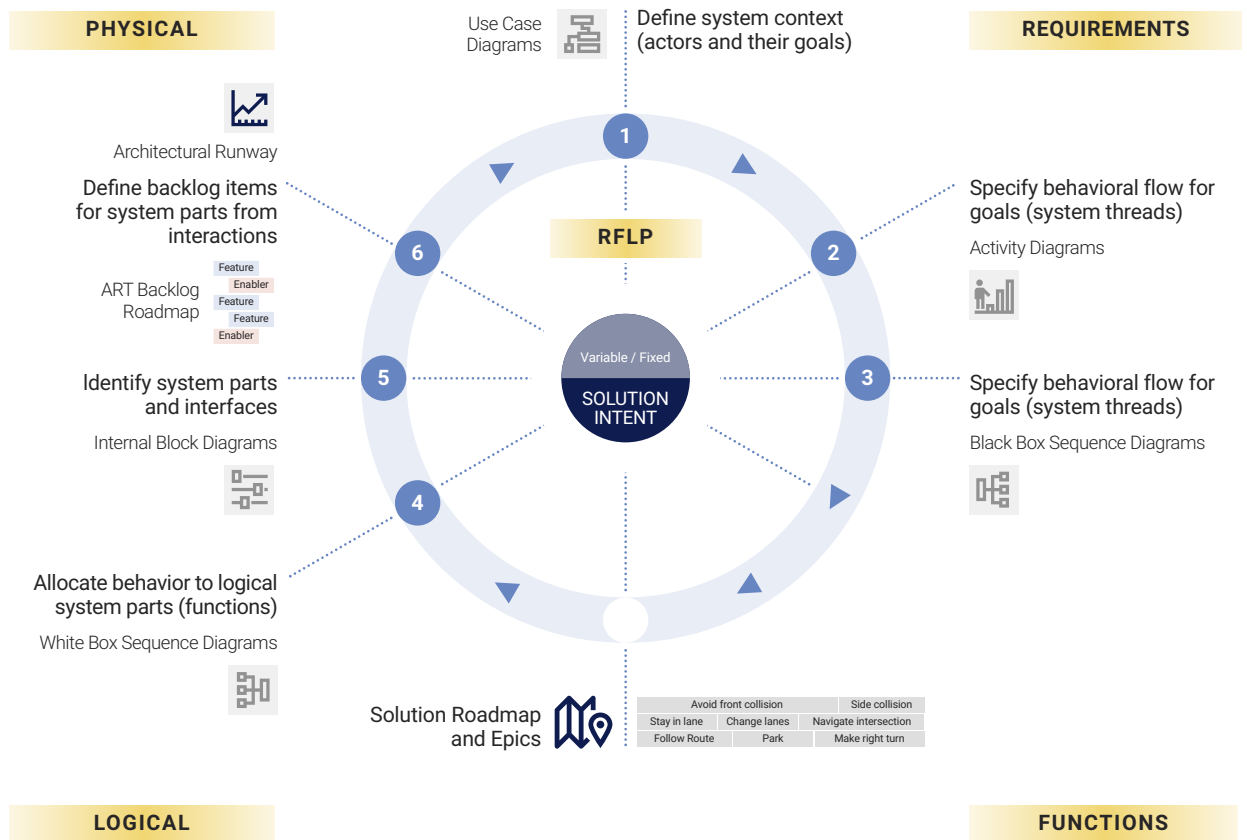 PHYSICAL
Use Case
Diagrams
Define system context
(actors and their goals)
REQUIREMENTS
1
Architectural Runway
Define backlog items
for system parts from
interactions
6
ART Backlog
Roadmap
Feature
Enabler
Feature
Feature
Enabler
RFLP
2
Specify behavioral flow for
goals (system threads)
Activity Diagrams
Variable / Fixed
SOLUTION
INTENT
5
Identify system parts
and interfaces
Internal Block Diagrams
3
Specify behavioral flow for
goals (system threads)
Black Box Sequence Diagrams
4
Allocate behavior to logical
system parts (functions)
White Box Sequence Diagrams
Solution Roadmap
and Epics
Avoid front collision Side collision
Stay in lane Change lanes Navigate intersection
Follow Route Park Make right turn
LOGICAL
FUNCTIONS